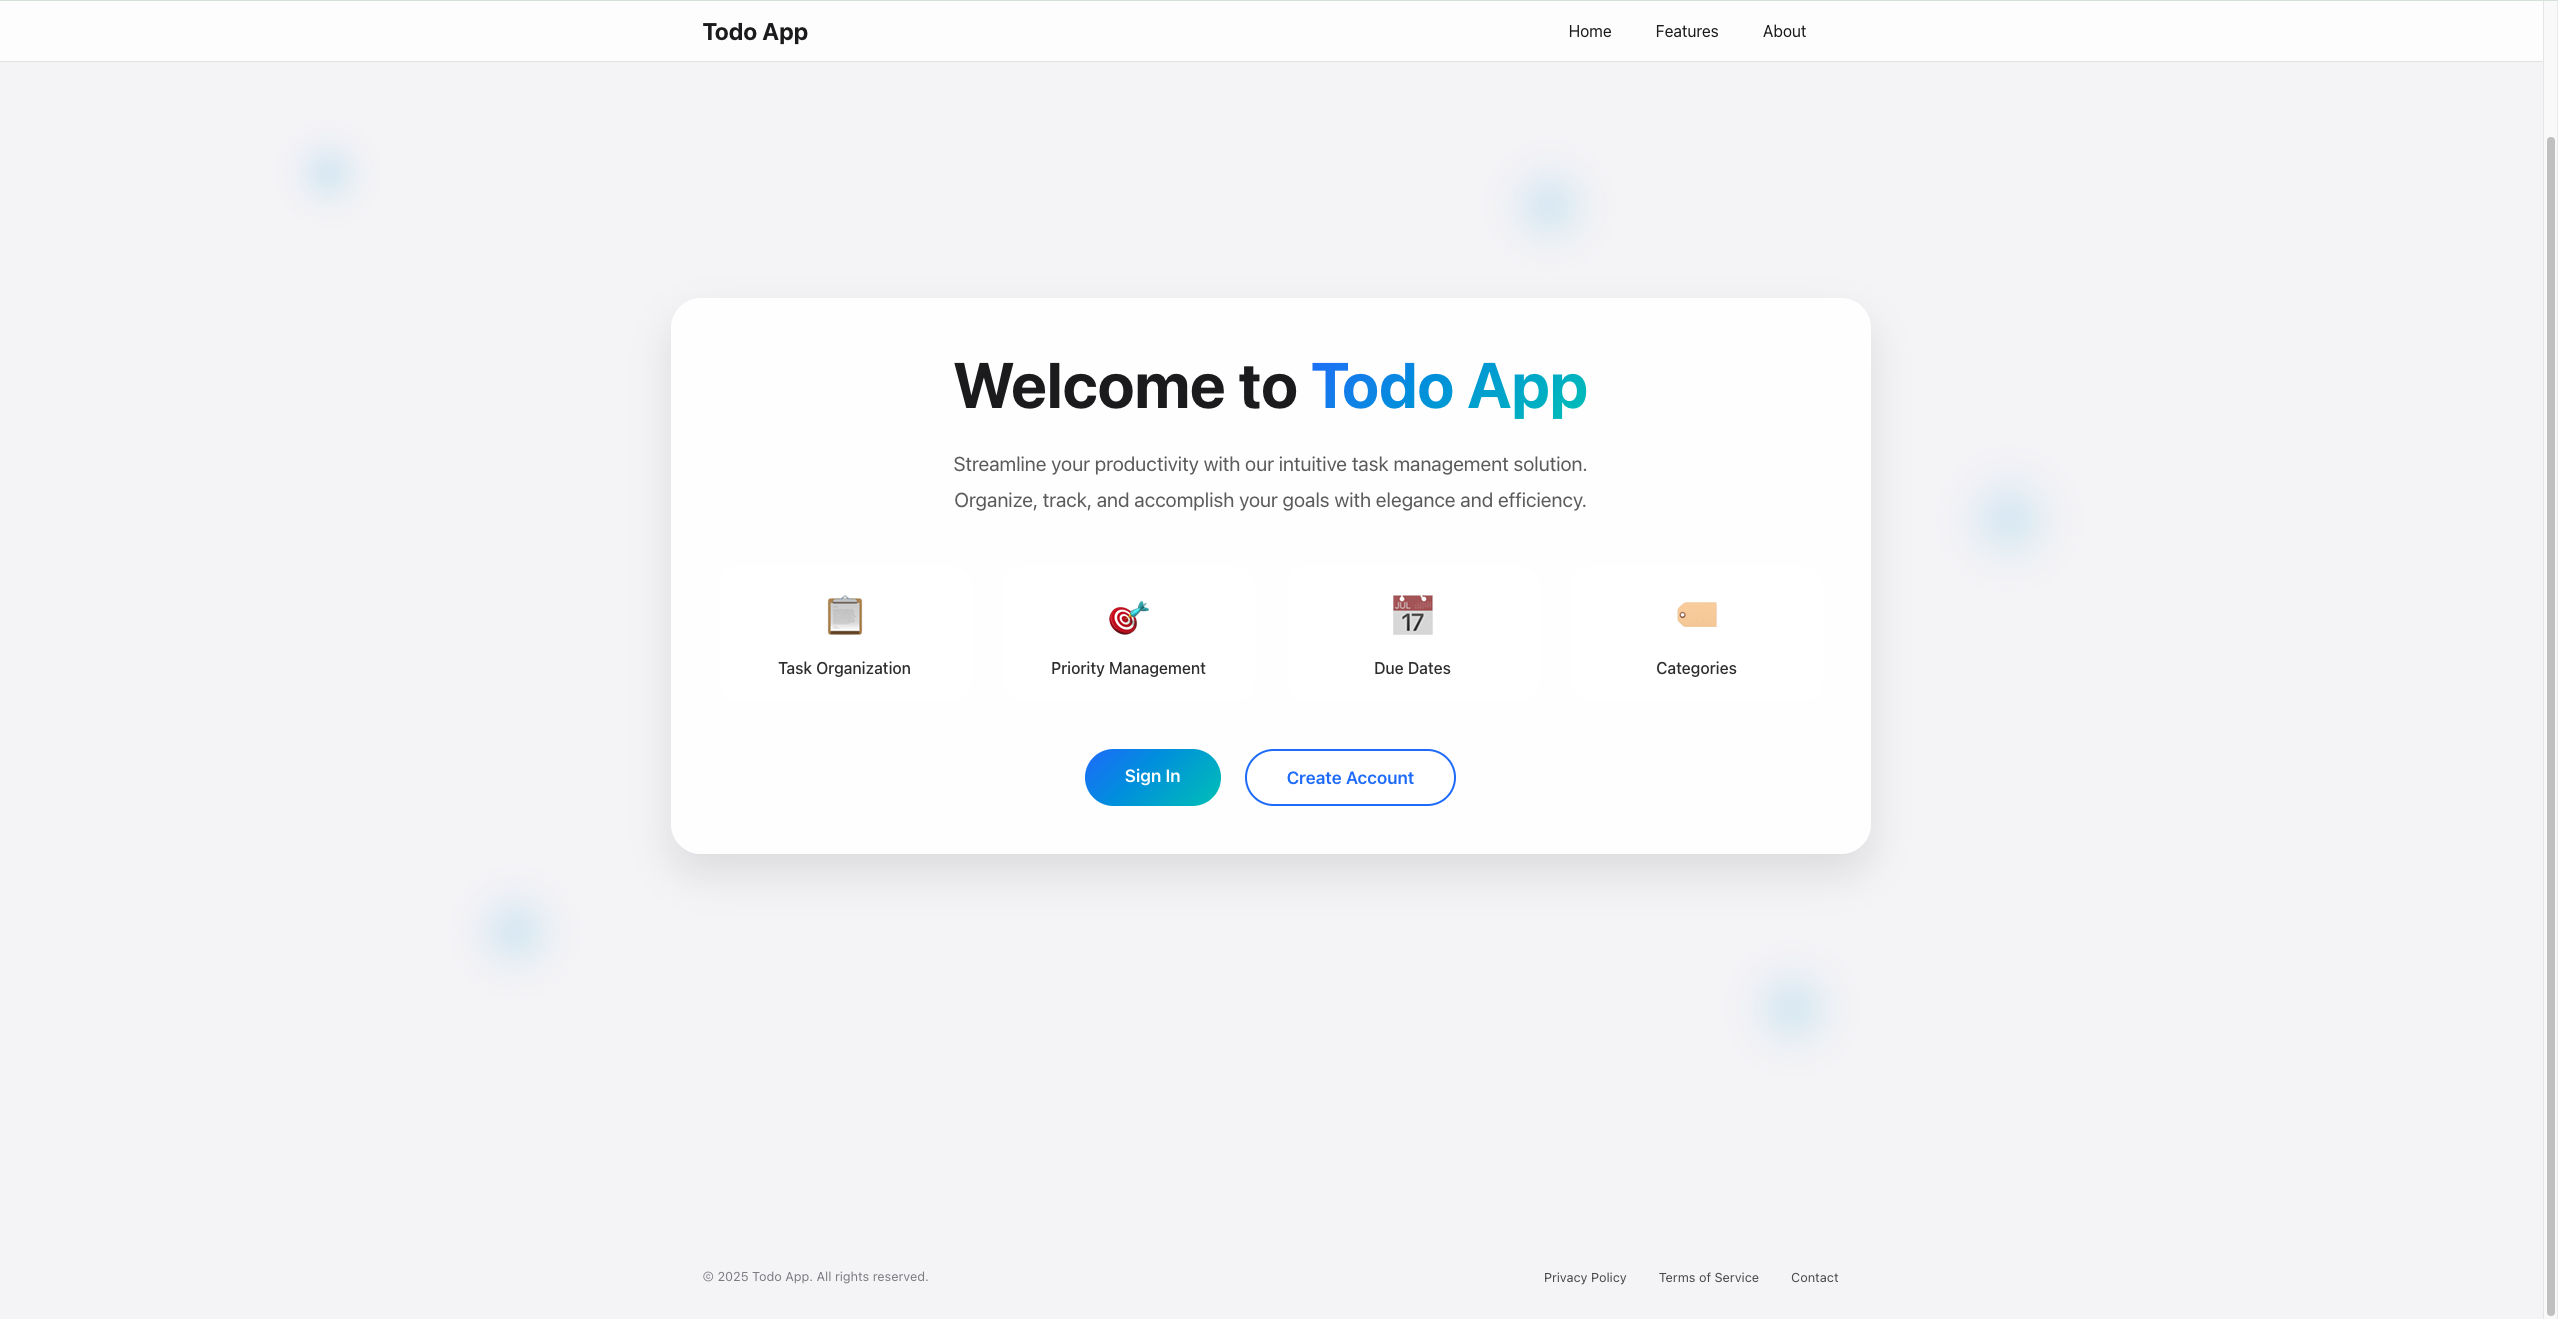 Todo App
Home
Features
About
Welcome to Todo App
Streamline your productivity with our intuitive task management solution.
Organize, track, and accomplish your goals with elegance and efficiency.
JUL
17
Task Organization
Priority Management
Due Dates
Categories
Sign In
Create Account
© 2025 Todo App. All rights reserved.
Privacy Policy
Terms of Service
Contact